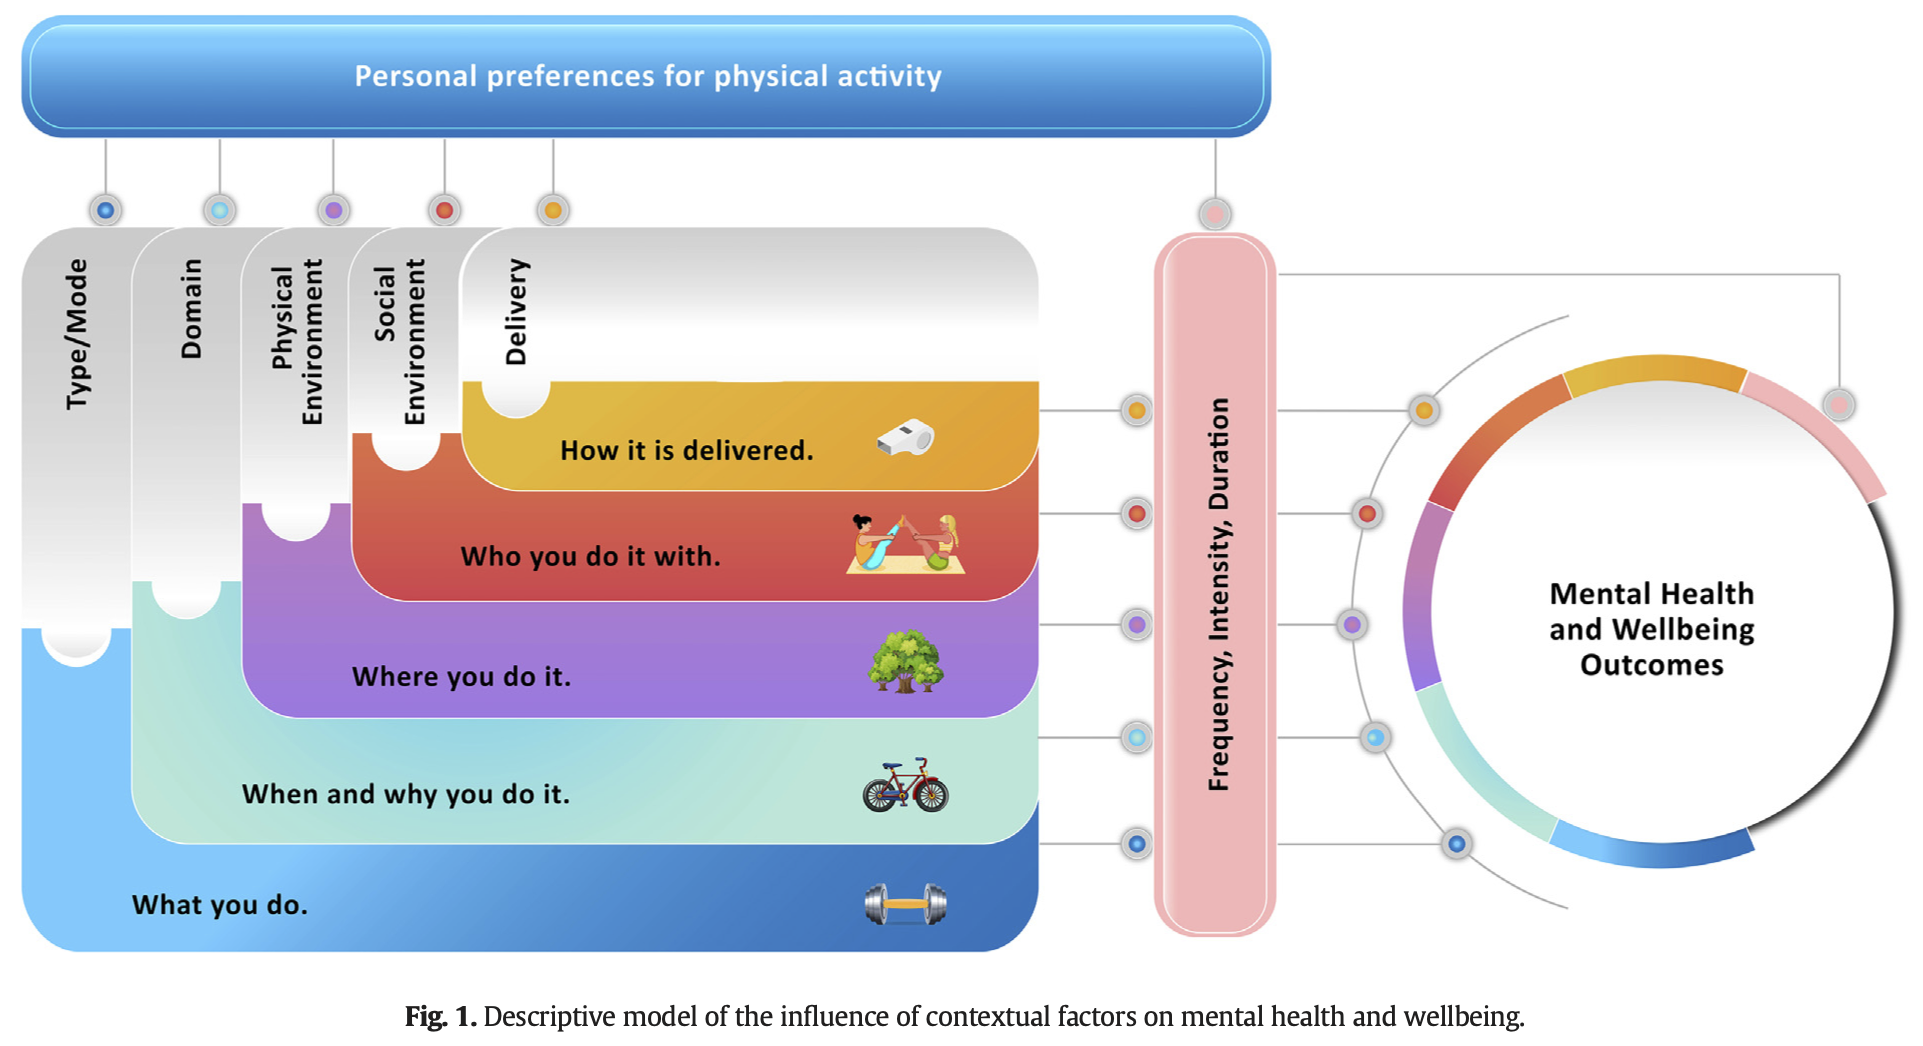 Personal preferences for physical activity
Type/Mode
Domain
Physical
Environment
Social
Environment
Delivery
How it is delivered.
Who you do it with.
Where you do it.
When and why you do it.
What you do.
Frequency, Intensity, Duration
Mental Health
and Wellbeing
Outcomes
Fig. 1. Descriptive model of the influence of contextual factors on mental health and wellbeing.